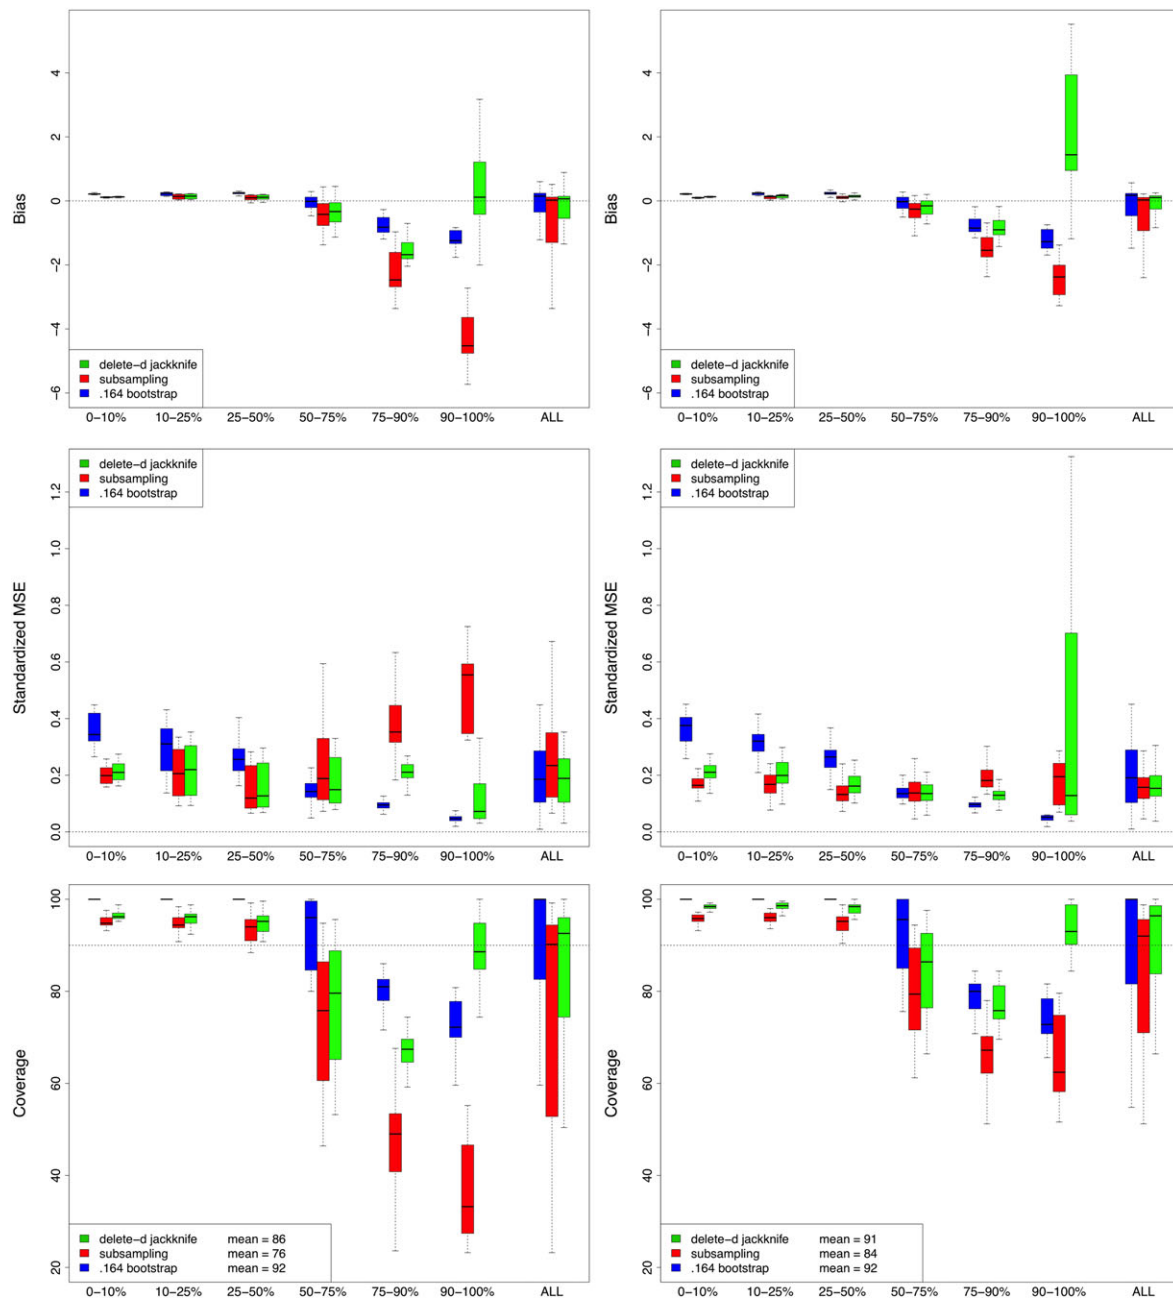 Bias
4
2
0
−2
−4
−6
delete−d jackknife
subsampling
.164 bootstrap
0−10% 10−25% 25−50% 50−75% 75−90% 90−100% ALL
Bias
4
2
0
−2
−4
−6
delete−d jackknife
subsampling
.164 bootstrap
0−10% 10−25% 25−50% 50−75% 75−90% 90−100% ALL
Standardized MSE
1.2
1.0
0.8
0.6
0.4
0.2
0.0
delete−d jackknife
subsampling
.164 bootstrap
0−10% 10−25% 25−50% 50−75% 75−90% 90−100% ALL
Standardized MSE
1.2
1.0
0.8
0.6
0.4
0.2
0.0
delete−d jackknife
subsampling
.164 bootstrap
0−10% 10−25% 25−50% 50−75% 75−90% 90−100% ALL
Coverage
100
80
60
40
20
delete−d jackknife mean = 86
subsampling mean = 76
.164 bootstrap mean = 92
0−10% 10−25% 25−50% 50−75% 75−90% 90−100% ALL
Coverage
100
80
60
40
20
delete−d jackknife mean = 91
subsampling mean = 84
.164 bootstrap mean = 92
0−10% 10−25% 25−50% 50−75% 75−90% 90−100% ALL